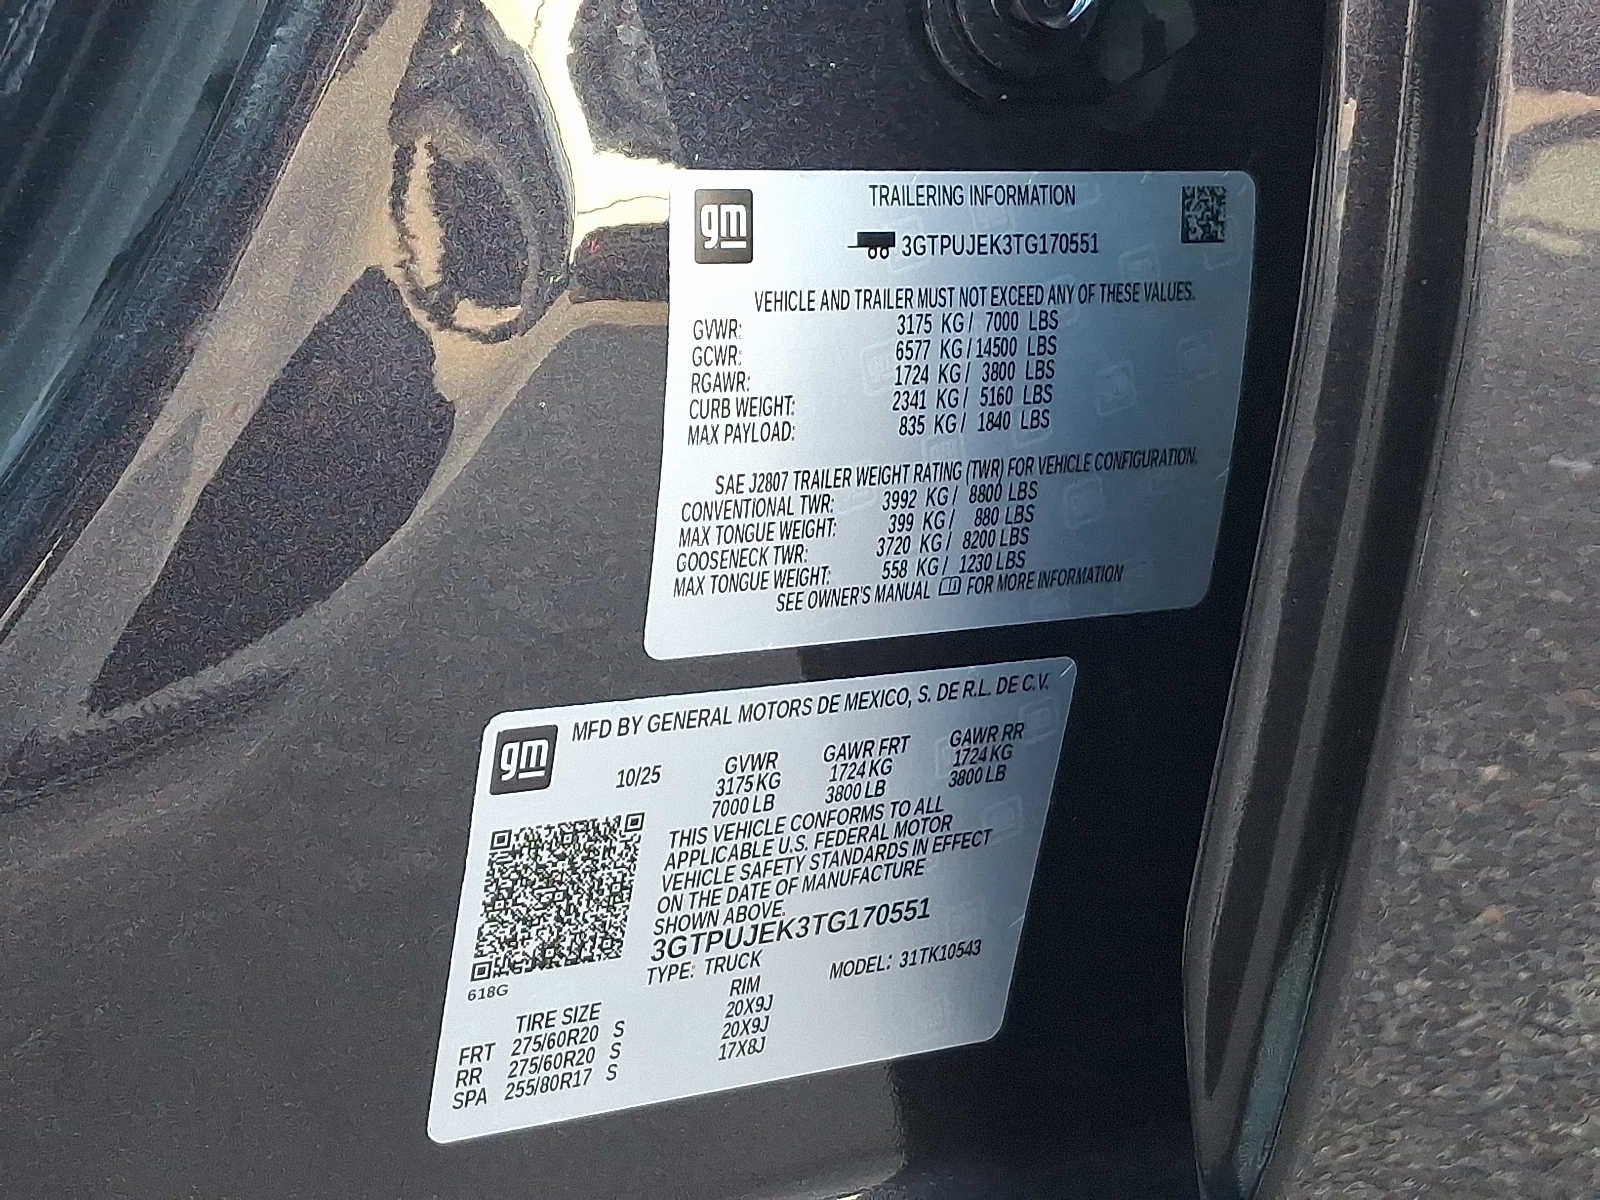 gm
TRAILERING INFORMATION
3GTPUJEK3TG170551
VEHICLE AND TRAILER MUST NOT EXCEED ANY OF THESE VALUES.
GVWR: 3175 KG / 7000 LBS
GCWR: 6577 KG / 14500 LBS
RGAWR: 1724 KG / 3800 LBS
CURB WEIGHT: 2341 KG / 5160 LBS
MAX PAYLOAD: 835 KG / 1840 LBS
SAE J2807 TRAILER WEIGHT RATING (TWR) FOR VEHICLE CONFIGURATION.
CONVENTIONAL TWR: 3992 KG / 8800 LBS
MAX TONGUE WEIGHT: 399 KG / 880 LBS
GOOSENECK TWR: 3720 KG / 8200 LBS
MAX TONGUE WEIGHT: 558 KG / 1230 LBS
SEE OWNER'S MANUAL FOR MORE INFORMATION
gm
MFD BY GENERAL MOTORS DE MEXICO, S. DE R.L. DE C.V.
10/25 GVWR GAWR FRT GAWR RR
3175 KG 1724 KG 1724 KG
7000 LB 3800 LB 3800 LB
THIS VEHICLE CONFORMS TO ALL
APPLICABLE U.S. FEDERAL MOTOR
VEHICLE SAFETY STANDARDS IN EFFECT
ON THE DATE OF MANUFACTURE
SHOWN ABOVE.
3GTPUJEK3TG170551
618G
TYPE: TRUCK MODEL: 31TK10543
TIRE SIZE RIM
FRT 275/60R20 S 20X9J
RR 275/60R20 S 20X9J
SPA 255/80R17 S 17X8J